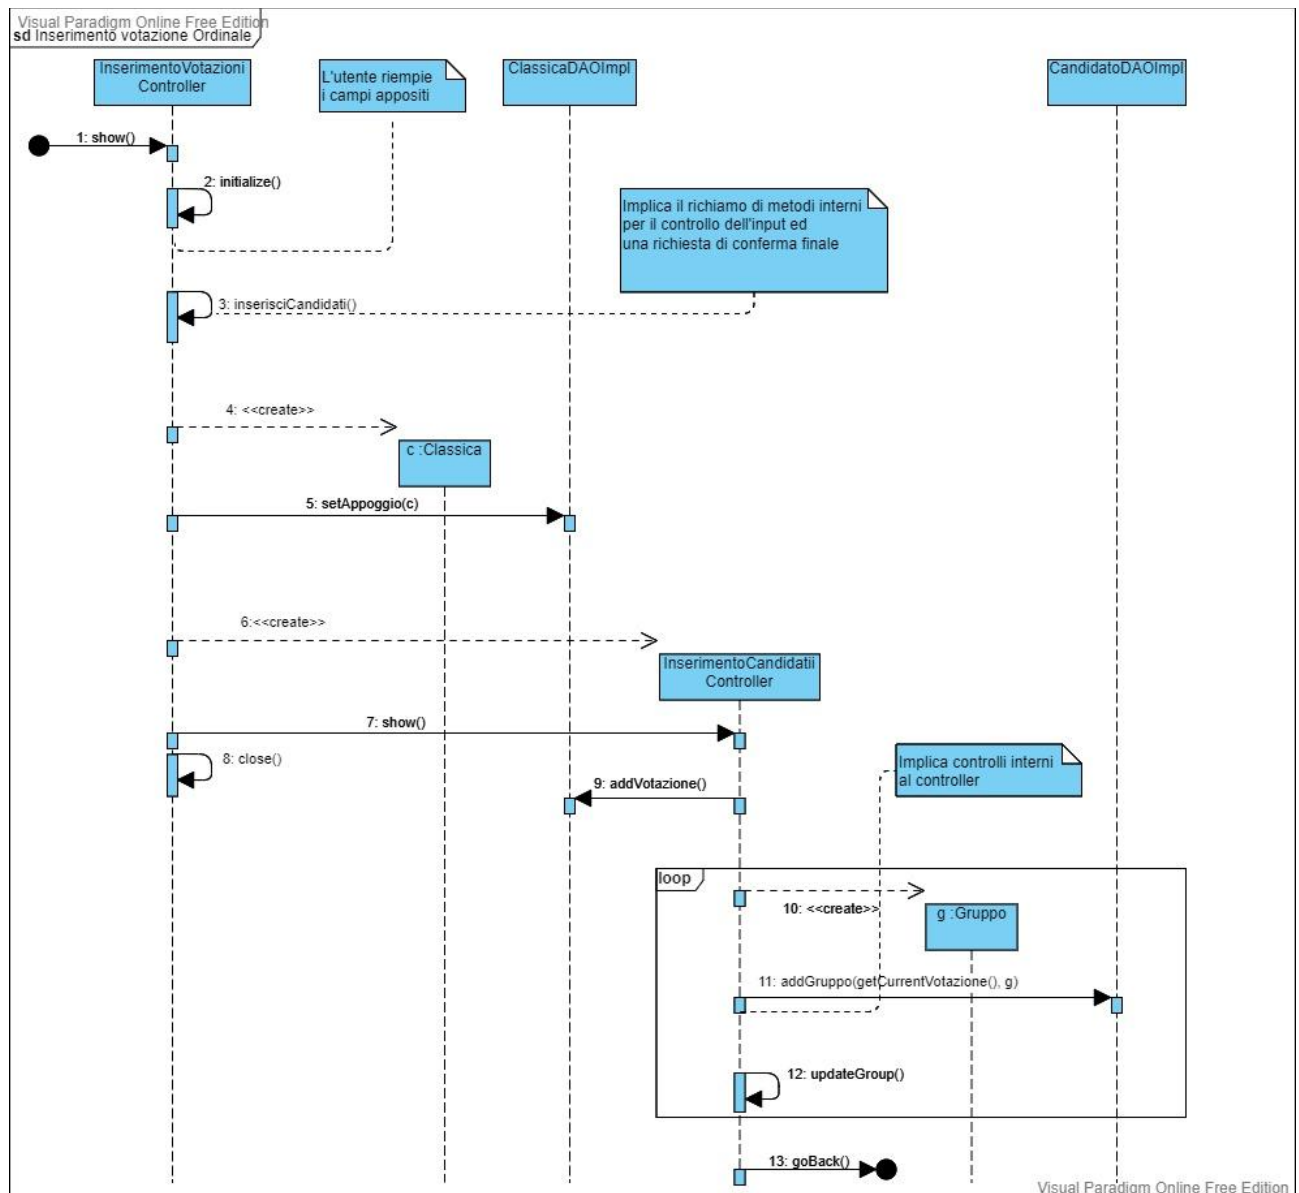 Visual Paradigm Online Free Edition
sd Inserimento votazione Ordinale
InserimentoVotazioni
Controller
L'utente riempie
i campi appositi
ClassicaDAOImpl
CandidatoDAOImpl
1: show()
2: initialize()
Implica il richiamo di metodi interni
per il controllo dell'input ed
una richiesta di conferma finale
3: inserisciCandidati()
4: <<create>>
c :Classica
5: setAppoggio(c)
6:<<create>>
InserimentoCandidatii
Controller
7: show()
8: close()
Implica controlli interni
al controller
9: addVotazione()
loop
10: <<create>>
g :Gruppo
11: addGruppo(getCurrentVotazione(), g)
12: updateGroup()
13: goBack()
Visual Paradigm Online Free Edition